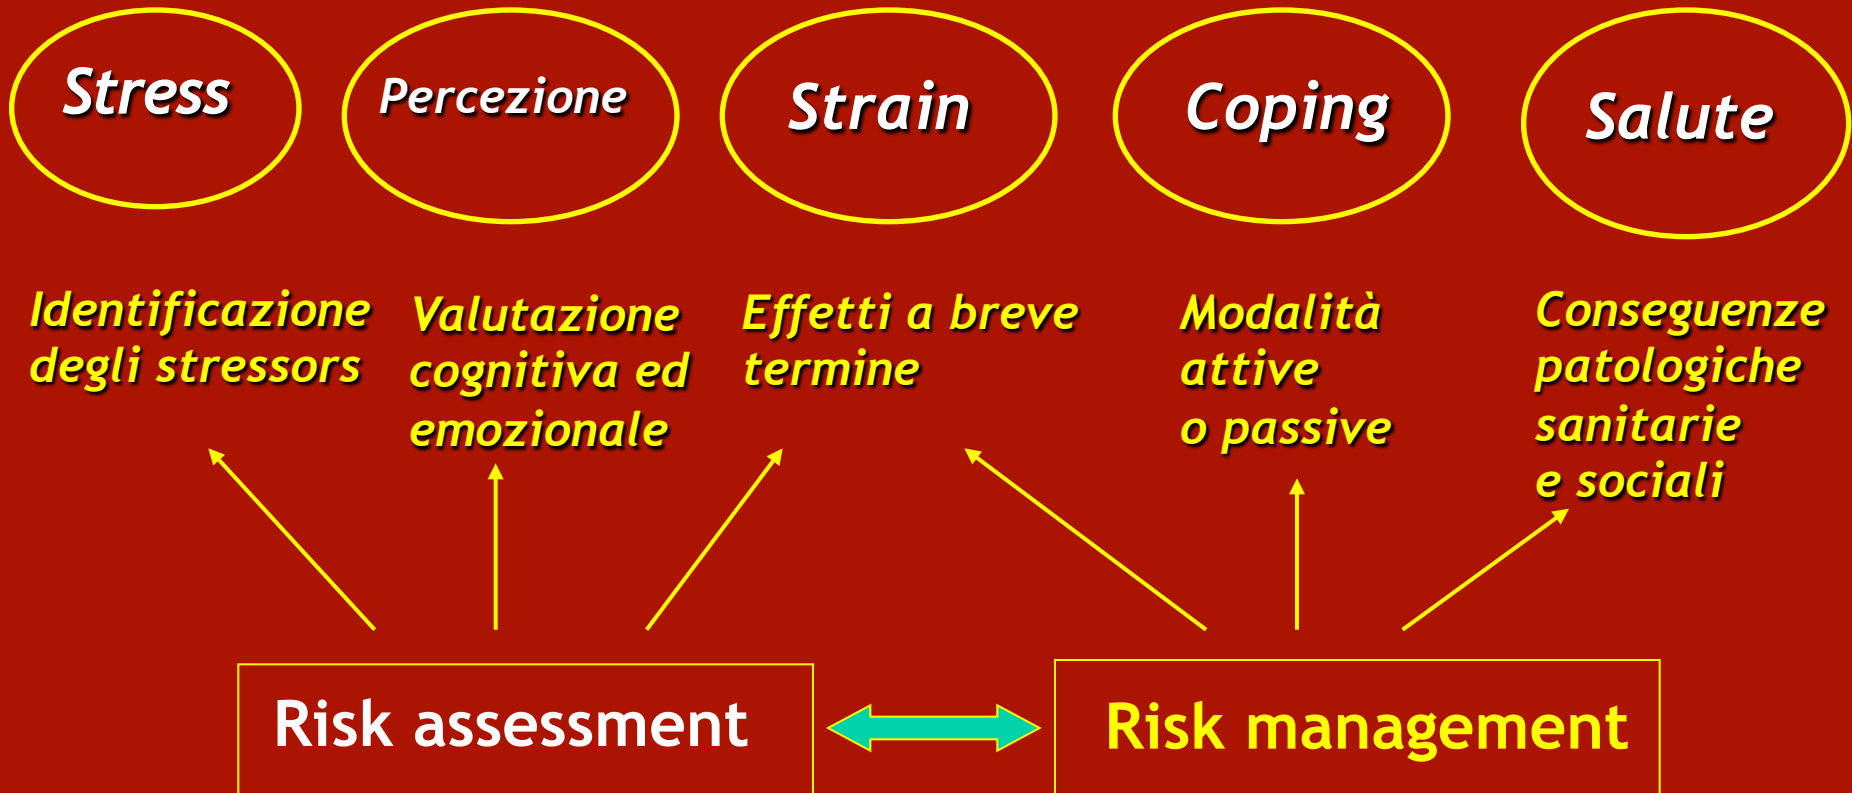 Stress
Percezione
Strain
Coping
Salute
Identificazione
degli stressors
Valutazione
cognitiva ed
emozionale
Effetti a breve
termine
Modalità
attive
o passive
Conseguenze
patologiche
sanitarie
e sociali
Risk assessment
Risk management